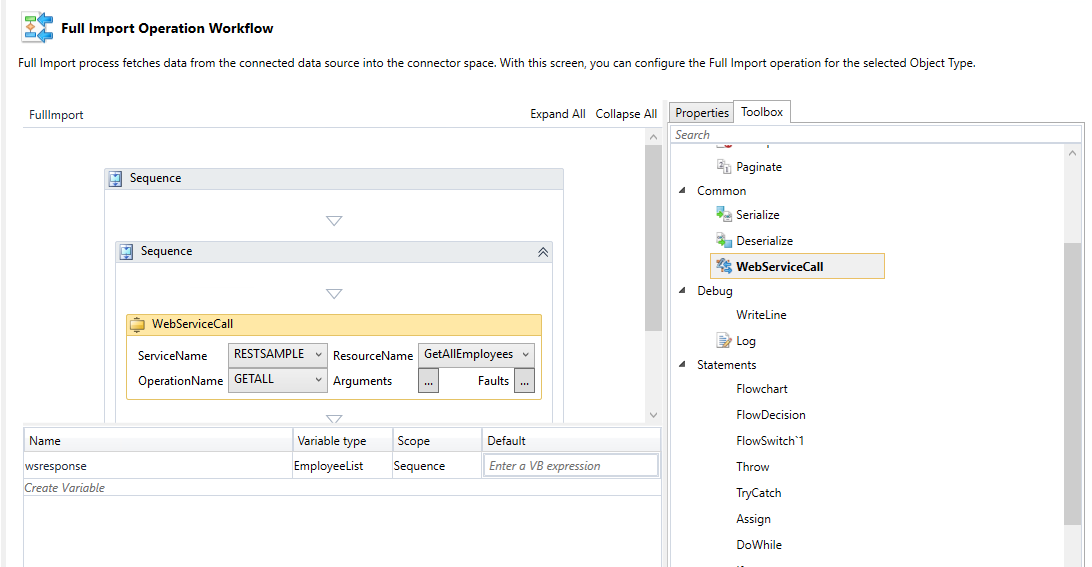 Full Import Operation Workflow
Full Import process fetches data from the connected data source into the connector space. With this screen, you can configure the Full Import operation for the selected Object Type.
FullImport
Expand All Collapse All
Sequence
Sequence
WebServiceCall
ServiceName RESTSAMPLE ResourceName GetAllEmployees
OperationName GETALL Arguments ... Faults ...
Name Variable type Scope Default
wsresponse EmployeeList Sequence Enter a VB expression
Create Variable
Properties Toolbox
Search
Paginate
Common
Serialize
Deserialize
WebServiceCall
Debug
WriteLine
Log
Statements
Flowchart
FlowDecision
FlowSwitch`1
Throw
TryCatch
Assign
DoWhile